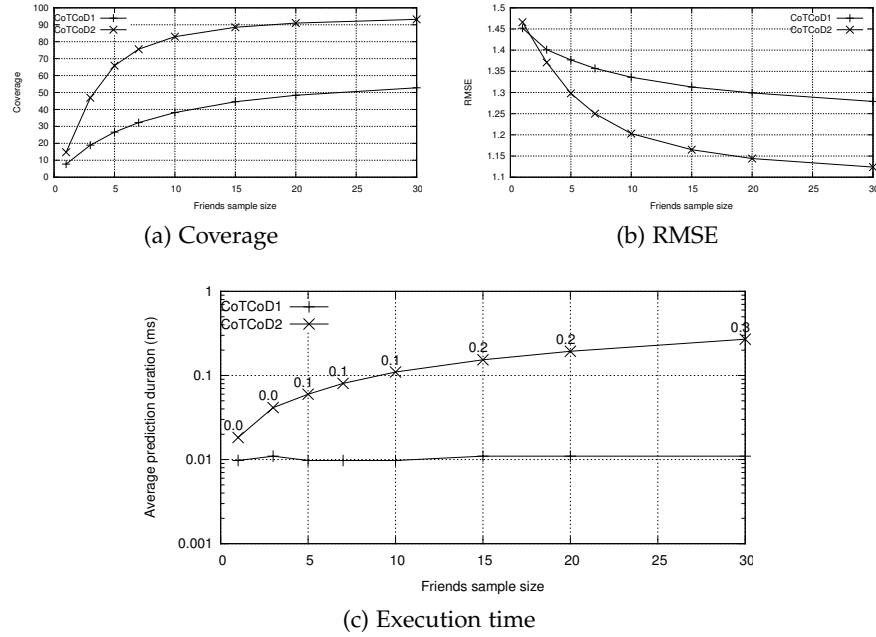 100
90
80
70
60
50
40
30
20
10
0
Coverage
CoTCoD1
CoTCoD2
0 5 10 15 20 25 30
Friends sample size
(a) Coverage
1.5
1.45
1.4
1.35
1.3
1.25
1.2
1.15
1.1
RMSE
CoTCoD1
CoTCoD2
0 5 10 15 20 25 30
Friends sample size
(b) RMSE
1
0.1
0.01
0.001
Average prediction duration (ms)
CoTCoD1
CoTCoD2
0.0 0.0 0.1 0.1 0.1 0.2 0.2 0.3
0 5 10 15 20 25 30
Friends sample size
(c) Execution time